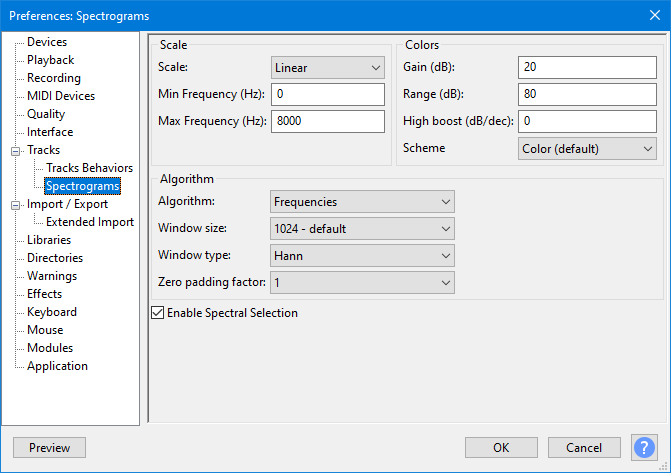 Preferences: Spectrograms
Devices
Playback
Recording
MIDI Devices
Quality
Interface
Tracks
Tracks Behaviors
Spectrograms
Import / Export
Extended Import
Libraries
Directories
Warnings
Effects
Keyboard
Mouse
Modules
Application
Scale
Scale: Linear
Min Frequency (Hz): 0
Max Frequency (Hz): 8000
Colors
Gain (dB): 20
Range (dB): 80
High boost (dB/dec): 0
Scheme Color (default)
Algorithm
Algorithm: Frequencies
Window size: 1024 - default
Window type: Hann
Zero padding factor: 1
Enable Spectral Selection
Preview OK Cancel ?